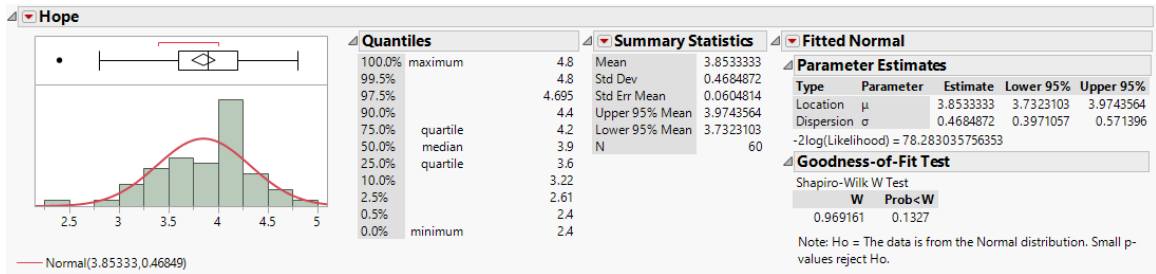 Hope
2.5 3 3.5 4 4.5 5
Normal(3.85333,0.46849)
Quantiles
100.0% maximum 4.8
99.5% 4.8
97.5% 4.695
90.0% 4.4
75.0% quartile 4.2
50.0% median 3.9
25.0% quartile 3.6
10.0% 3.22
2.5% 2.61
0.5% 2.4
0.0% minimum 2.4
Summary Statistics
Mean 3.8533333
Std Dev 0.4684872
Std Err Mean 0.0604814
Upper 95% Mean 3.9743564
Lower 95% Mean 3.7323103
N 60
Fitted Normal
Parameter Estimates
Type Parameter Estimate Lower 95% Upper 95%
Location μ 3.8533333 3.7323103 3.9743564
Dispersion σ 0.4684872 0.3971057 0.571396
-2log(Likelihood) = 78.283035756353
Goodness-of-Fit Test
Shapiro-Wilk W Test
W Prob<W
0.969161 0.1327
Note: Ho = The data is from the Normal distribution. Small p-
values reject Ho.